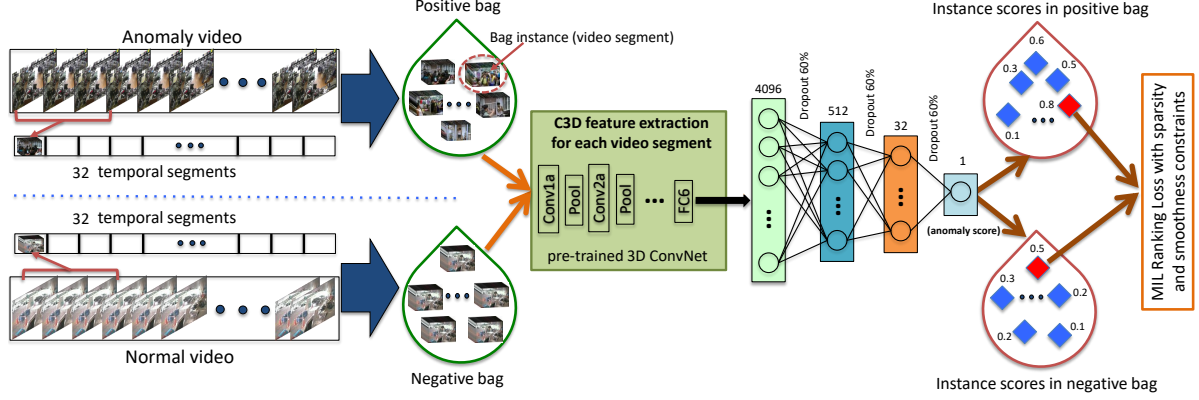 Anomaly video
32 temporal segments
32 temporal segments
Normal video
Positive bag
Bag instance (video segment)
Negative bag
C3D feature extraction
for each video segment
Conv1a
Pool
Conv2a
Pool
FC6
pre-trained 3D ConvNet
4096
Dropout 60%
512
Dropout 60%
32
Dropout 60%
1
(anomaly score)
Instance scores in positive bag
0.6
0.3
0.5
0.8
0.1
0.5
0.3
0.2
0.2
0.1
Instance scores in negative bag
MIL Ranking Loss with sparsity
and smoothness constraints